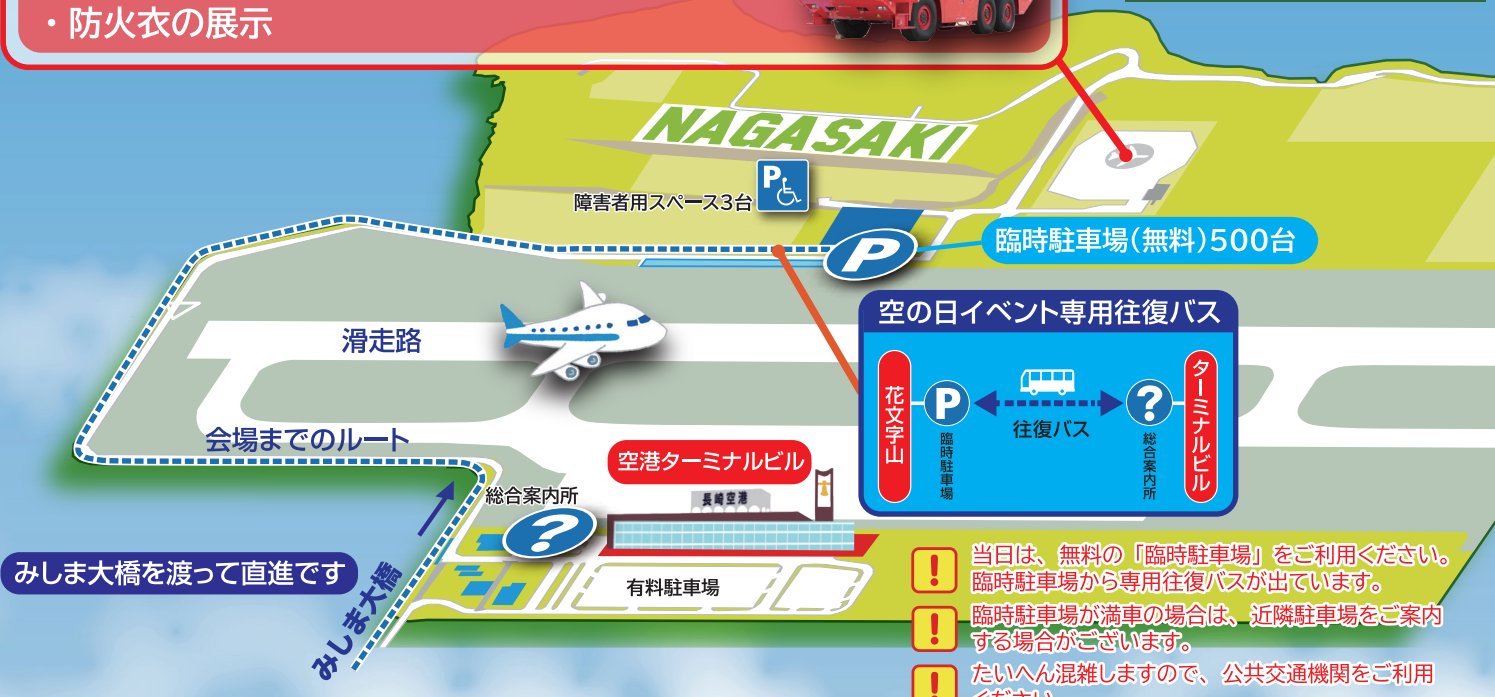 ・防火衣の展示
NAGASAKI
障害者用スペース3台
P
P
臨時駐車場(無料)500台
空の日イベント専用往復バス
花文字山
P
臨時駐車場
往復バス
?
総合案内所
ターミナルビル
滑走路
会場までのルート
空港ターミナルビル
長崎空港
総合案内所
?
みしま大橋を渡って直進です
みしま大橋
有料駐車場
! 当日は、無料の「臨時駐車場」をご利用ください。
臨時駐車場から専用往復バスが出ています。
! 臨時駐車場が満車の場合は、近隣駐車場をご案内
する場合がございます。
! たいへん混雑しますので、公共交通機関をご利用
ください